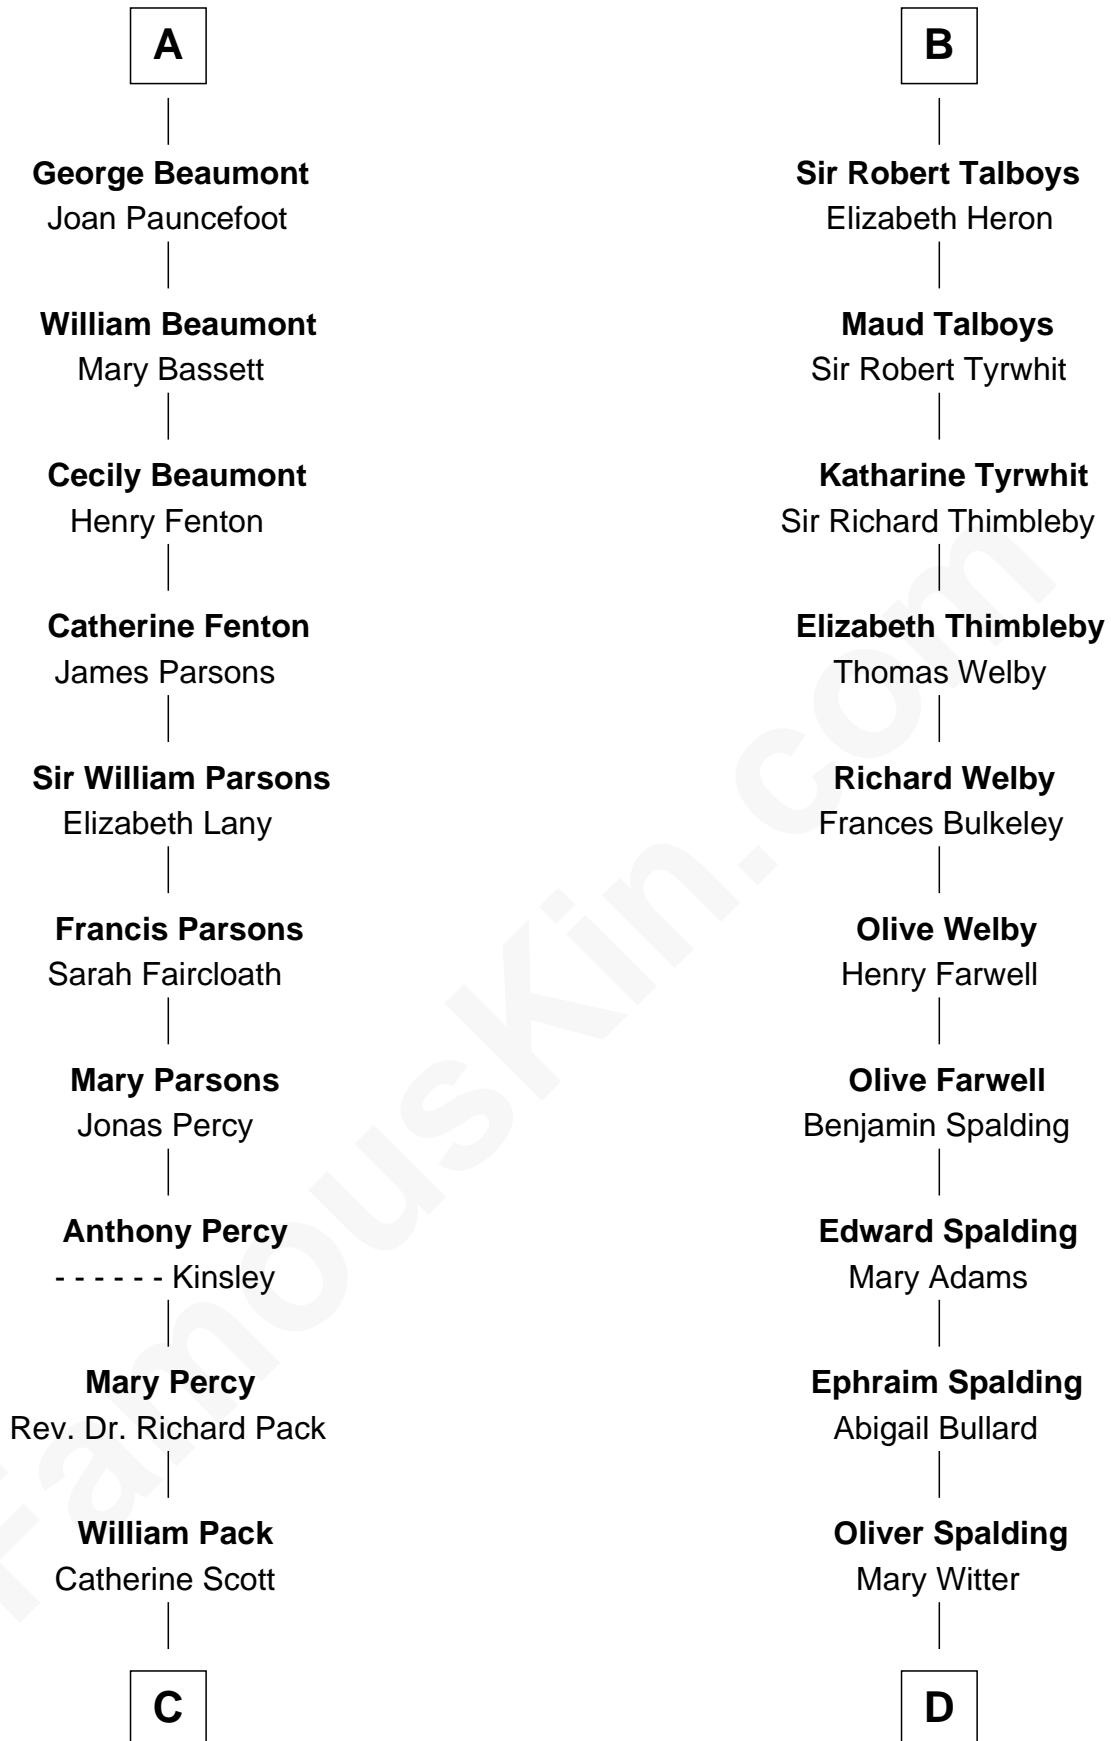 A
George Beaumont
Joan Pauncefoot
William Beaumont
Mary Bassett
Cecily Beaumont
Henry Fenton
Catherine Fenton
James Parsons
Sir William Parsons
Elizabeth Lany
Francis Parsons
Sarah Faircloath
Mary Parsons
Jonas Percy
Anthony Percy
- - - - - - Kinsley
Mary Percy
Rev. Dr. Richard Pack
William Pack
Catherine Scott
C
B
Sir Robert Talboys
Elizabeth Heron
Maud Talboys
Sir Robert Tyrwhit
Katharine Tyrwhit
Sir Richard Thimbleby
Elizabeth Thimbleby
Thomas Welby
Richard Welby
Frances Bulkeley
Olive Welby
Henry Farwell
Olive Farwell
Benjamin Spalding
Edward Spalding
Mary Adams
Ephraim Spalding
Abigail Bullard
Oliver Spalding
Mary Witter
D
FamousKin.com